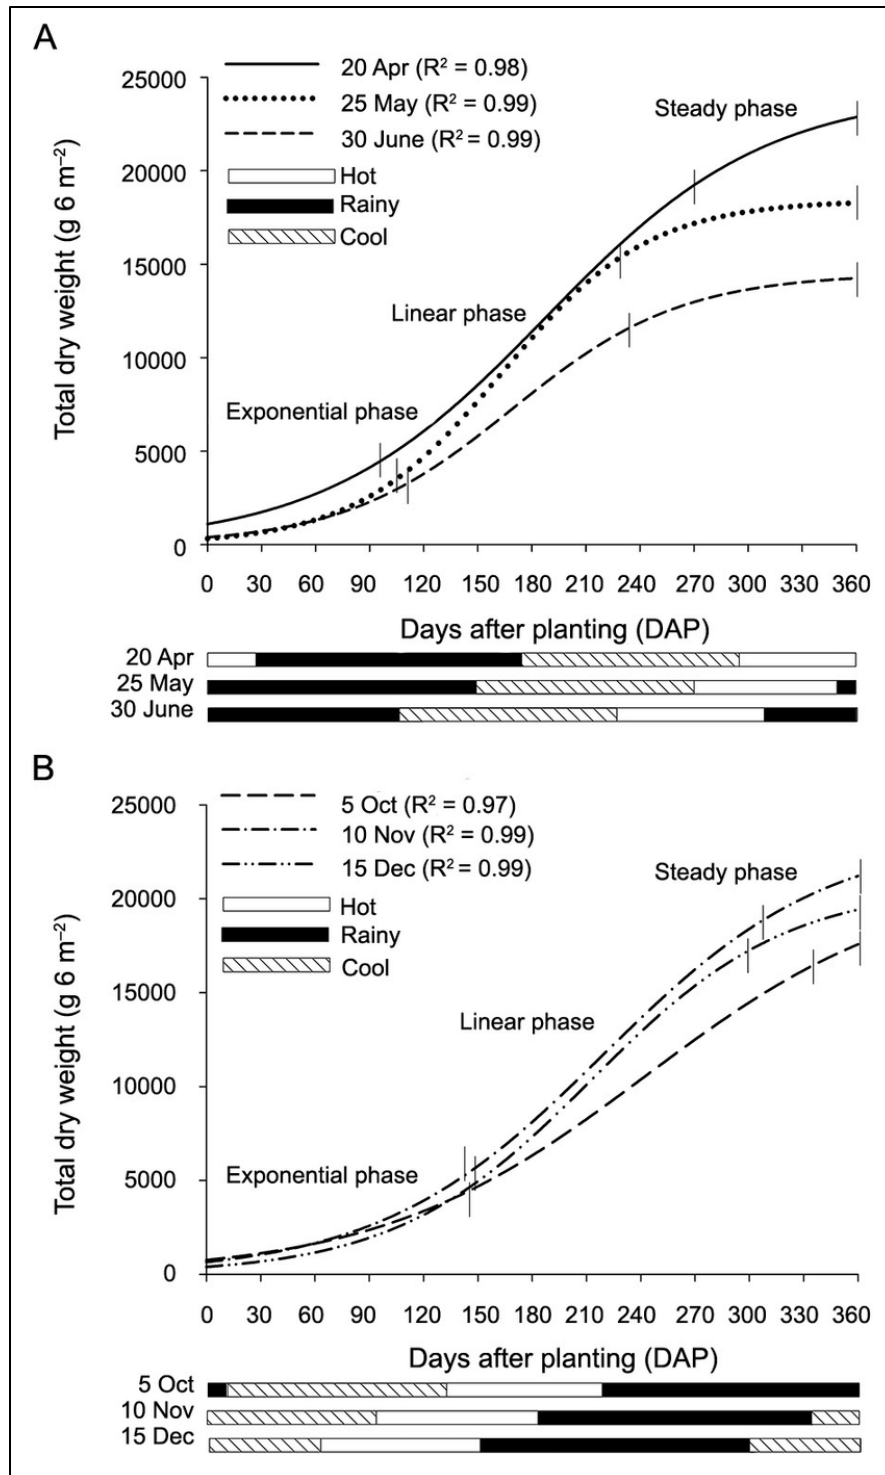 A
25000
20000
15000
10000
5000
0
Total dry weight (g 6 m⁻²)
20 Apr (R² = 0.98)
25 May (R² = 0.99)
30 June (R² = 0.99)
Hot
Rainy
Cool
Steady phase
Linear phase
Exponential phase
0 30 60 90 120 150 180 210 240 270 300 330 360
Days after planting (DAP)
20 Apr
25 May
30 June
B
25000
20000
15000
10000
5000
0
Total dry weight (g 6 m⁻²)
5 Oct (R² = 0.97)
10 Nov (R² = 0.99)
15 Dec (R² = 0.99)
Hot
Rainy
Cool
Steady phase
Linear phase
Exponential phase
0 30 60 90 120 150 180 210 240 270 300 330 360
Days after planting (DAP)
5 Oct
10 Nov
15 Dec